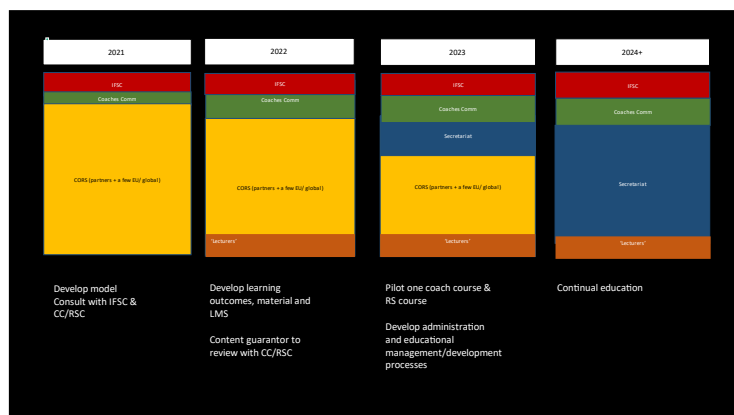 2021
IFSC
Coaches Comm
CORS (partners + a few EU/ global)
Develop model
Consult with IFSC &
CC/RSC
2022
IFSC
Coaches Comm
CORS (partners + a few EU/ global)
'Lecturers'
Develop learning
outcomes, material and
LMS
Content guarantor to
review with CC/RSC
2023
IFSC
Coaches Comm
Secretariat
CORS (partners + a few EU/ global)
'Lecturers'
Pilot one coach course &
RS course
Develop administration
and educational
management/development
processes
2024+
IFSC
Coaches Comm
Secretariat
'Lecturers'
Continual education